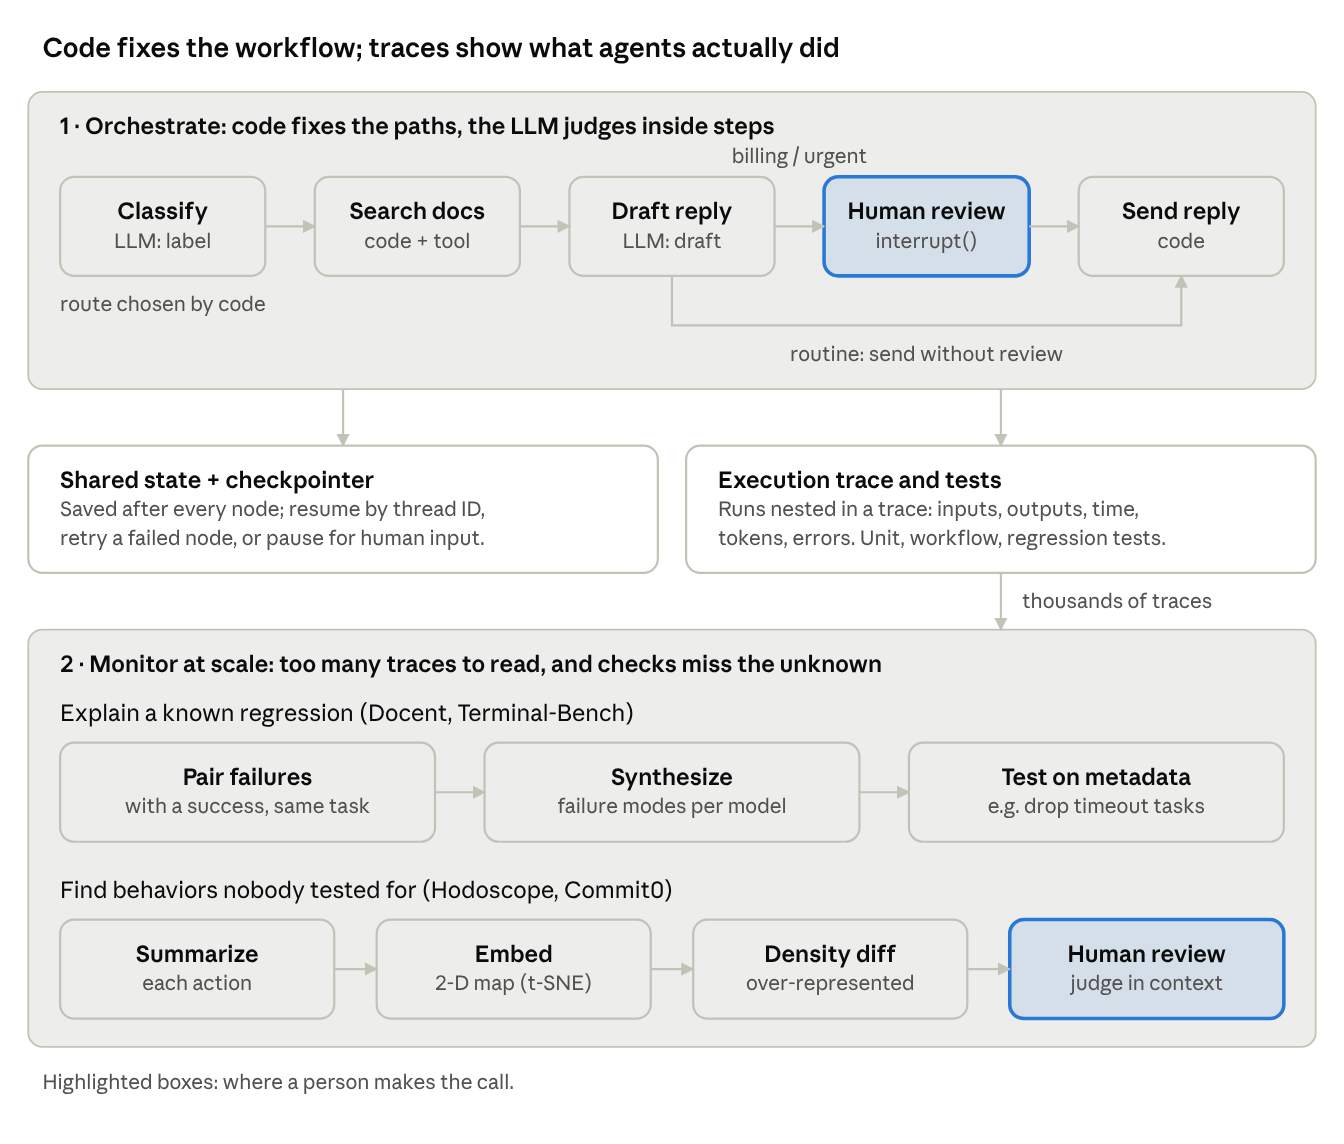 Code fixes the workflow; traces show what agents actually did
1 · Orchestrate: code fixes the paths, the LLM judges inside steps
billing / urgent
Classify
LLM: label
Search docs
code + tool
Draft reply
LLM: draft
Human review
interrupt()
Send reply
code
route chosen by code
routine: send without review
Shared state + checkpointer
Saved after every node; resume by thread ID,
retry a failed node, or pause for human input.
Execution trace and tests
Runs nested in a trace: inputs, outputs, time,
tokens, errors. Unit, workflow, regression tests.
thousands of traces
2 · Monitor at scale: too many traces to read, and checks miss the unknown
Explain a known regression (Docent, Terminal-Bench)
Pair failures
with a success, same task
Synthesize
failure modes per model
Test on metadata
e.g. drop timeout tasks
Find behaviors nobody tested for (Hodoscope, Commit0)
Summarize
each action
Embed
2-D map (t-SNE)
Density diff
over-represented
Human review
judge in context
Highlighted boxes: where a person makes the call.